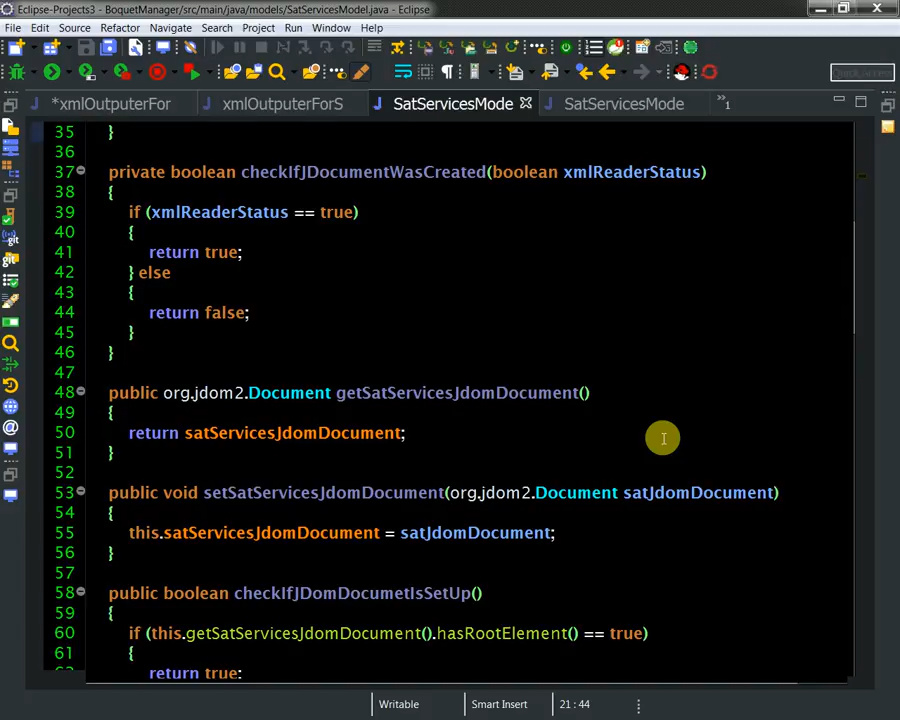 Eclipse-Projects3 - BoquetManager/src/main/java/models/SatServicesModel.java - Eclipse
File Edit Source Refactor Navigate Search Project Run Window Help
Quick Access
*xmlOutputerFor xmlOutputerForS SatServicesMode SatServicesMode »1
35 }
36
37 private boolean checkIfJDocumentWasCreated(boolean xmlReaderStatus)
38 {
39 if (xmlReaderStatus == true)
40 {
41 return true;
42 } else
43 {
44 return false;
45 }
46 }
47
48 public org.jdom2.Document getSatServicesJdomDocument()
49 {
50 return satServicesJdomDocument;
51 }
52
53 public void setSatServicesJdomDocument(org.jdom2.Document satJdomDocument)
54 {
55 this.satServicesJdomDocument = satJdomDocument;
56 }
57
58 public boolean checkIfJDomDocumetIsSetUp()
59 {
60 if (this.getSatServicesJdomDocument().hasRootElement() == true)
61 {
return true;
Writable Smart Insert 21 : 44